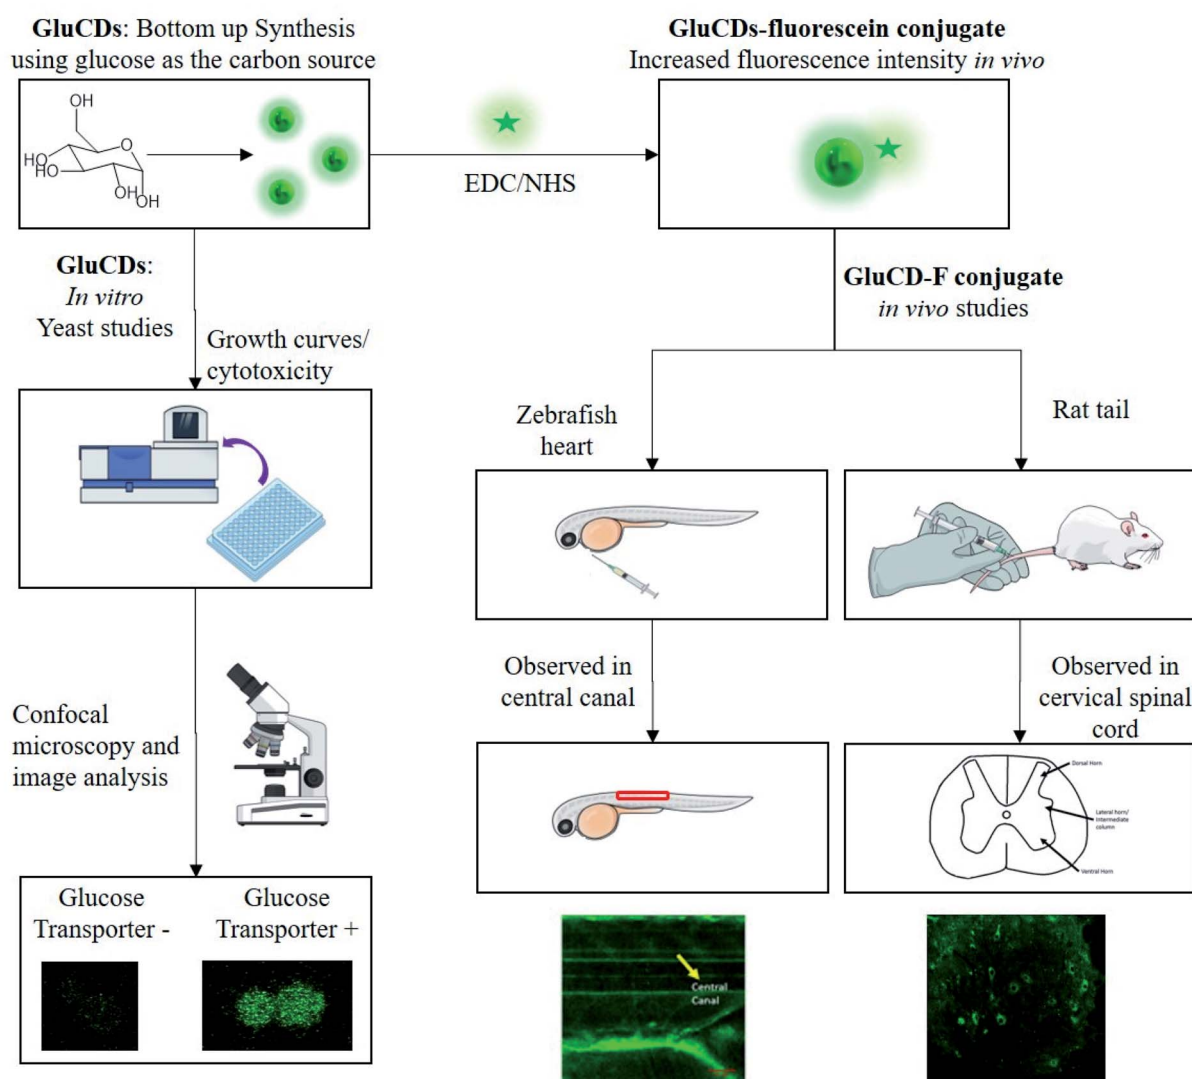 GluCDs: Bottom up Synthesis
using glucose as the carbon source
GluCDs-fluorescein conjugate
Increased fluorescence intensity in vivo
OH
O
HO
HO
OH
OH
EDC/NHS
GluCDs:
In vitro
Yeast studies
Growth curves/
cytotoxicity
GluCD-F conjugate
in vivo studies
Zebrafish
heart
Rat tail
Observed in
central canal
Observed in
cervical spinal
cord
Confocal
microscopy and
image analysis
Dorsal Horn
Lateral horn/
Intermediate
column
Ventral Horn
Glucose
Transporter -
Glucose
Transporter +
Central
Canal